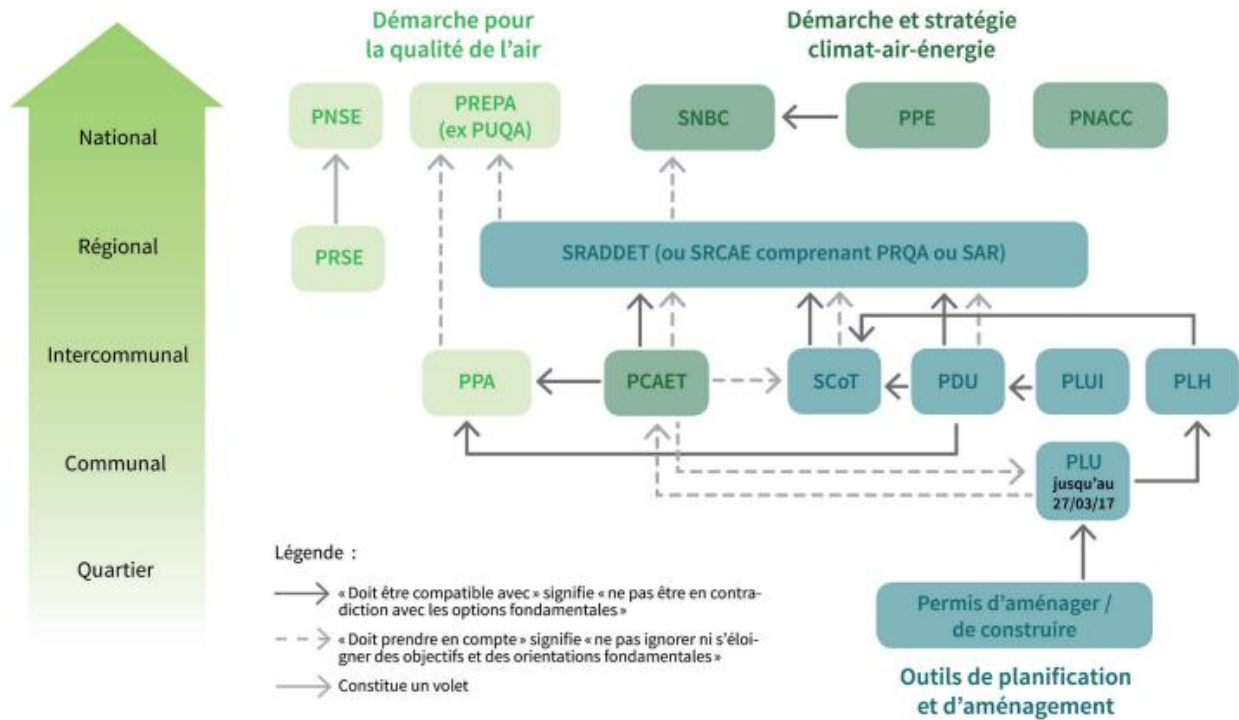 Démarche pour
la qualité de l'air
Démarche et stratégie
climat-air-énergie
National
PNSE
PREPA
(ex PUQA)
SNBC
PPE
PNACC
Régional
PRSE
SRADDET (ou SRCAE comprenant PRQA ou SAR)
Intercommunal
PPA
PCAET
SCoT
PDU
PLUI
PLH
Communal
PLU
jusqu'au
27/03/17
Quartier
Permis d'aménager /
de construire
Outils de planification
et d'aménagement
Légende :
« Doit être compatible avec » signifie « ne pas être en contra-
diction avec les options fondamentales »
« Doit prendre en compte » signifie « ne pas ignorer ni s'éloi-
gner des objectifs et des orientations fondamentales »
Constitue un volet